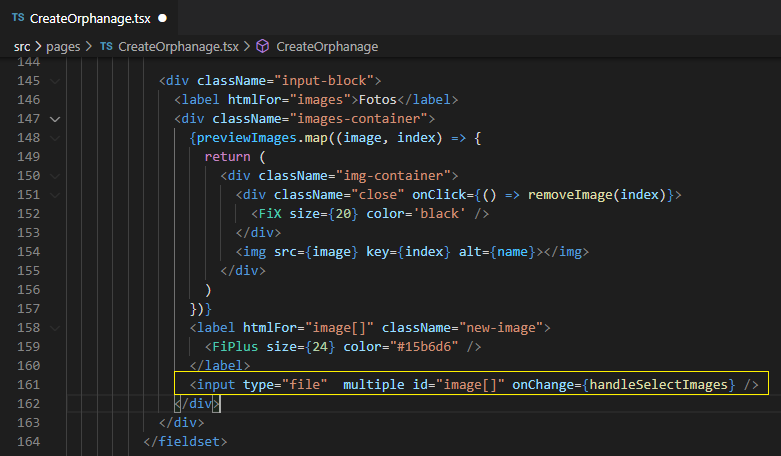 TS CreateOrphanage.tsx ●
src > pages > TS CreateOrphanage.tsx > CreateOrphanage
144
145 <div className="input-block">
146 <label htmlFor="images">Fotos</label>
147 <div className="images-container">
148 {previewImages.map((image, index) => {
149 return (
150 <div className="img-container">
151 <div className="close" onClick={() => removeImage(index)}>
152 <FiX size={20} color='black' />
153 </div>
154 <img src={image} key={index} alt={name}></img>
155 </div>
156 )
157 })}
158 <label htmlFor="image[]" className="new-image">
159 <FiPlus size={24} color="#15b6d6" />
160 </label>
161 <input type="file"  multiple id="image[]" onChange={handleSelectImages} />
162 </div>
163 </div>
164 </fieldset>